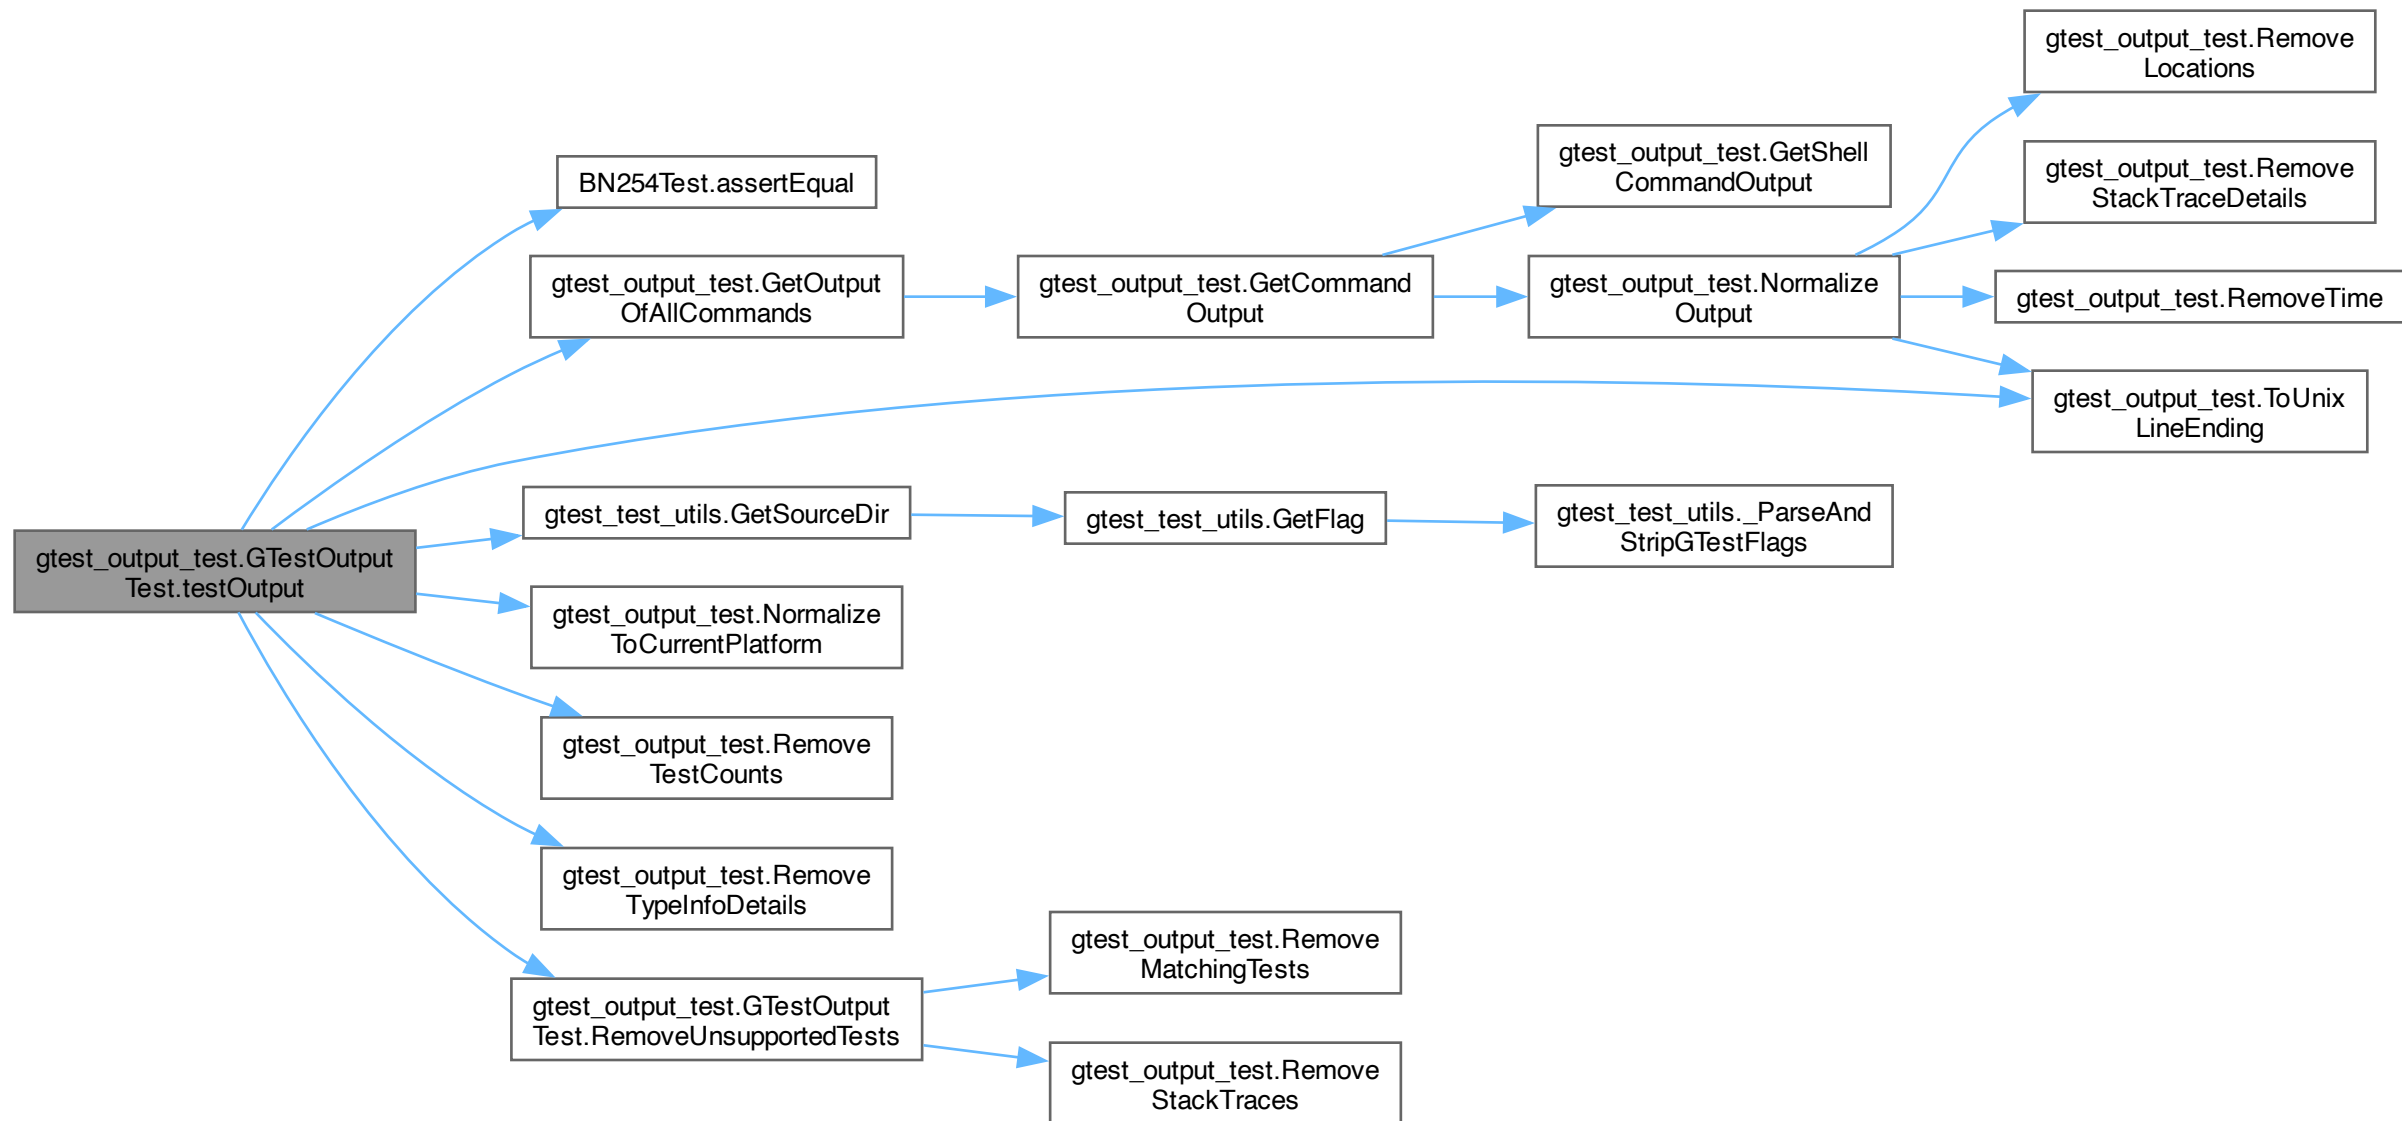 gtest_output_test.GTestOutput
Test.testOutput
BN254Test.assertEqual
gtest_output_test.GetOutput
OfAllCommands
gtest_output_test.GetCommand
Output
gtest_output_test.GetShell
CommandOutput
gtest_output_test.Normalize
Output
gtest_output_test.Remove
Locations
gtest_output_test.Remove
StackTraceDetails
gtest_output_test.RemoveTime
gtest_output_test.ToUnix
LineEnding
gtest_test_utils.GetSourceDir
gtest_test_utils.GetFlag
gtest_test_utils._ParseAnd
StripGTestFlags
gtest_output_test.Normalize
ToCurrentPlatform
gtest_output_test.Remove
TestCounts
gtest_output_test.Remove
TypeInfoDetails
gtest_output_test.GTestOutput
Test.RemoveUnsupportedTests
gtest_output_test.Remove
MatchingTests
gtest_output_test.Remove
StackTraces